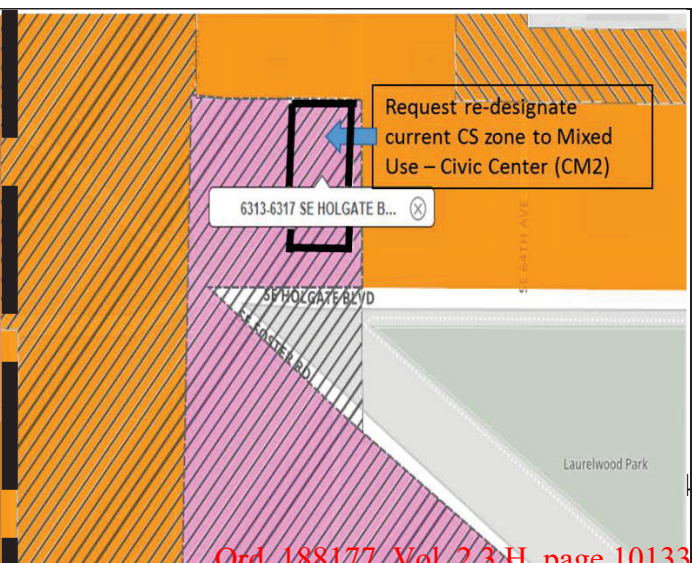 Request re-designate
current CS zone to Mixed
Use – Civic Center (CM2)
6313-6317 SE HOLGATE B...
SE 64TH AVE
SE HOLGATE BLVD
SE FOSTER RD
Laurelwood Park
Ord. 188177, Vol. 2.3.H, page 10133